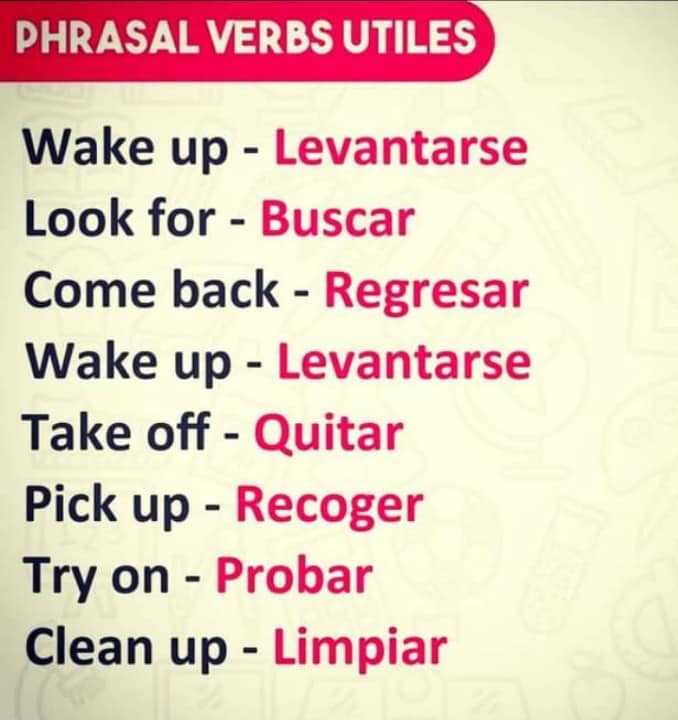 PHRASAL VERBS UTILES
Wake up - Levantarse
Look for - Buscar
Come back - Regresar
Wake up - Levantarse
Take off - Quitar
Pick up - Recoger
Try on - Probar
Clean up - Limpiar